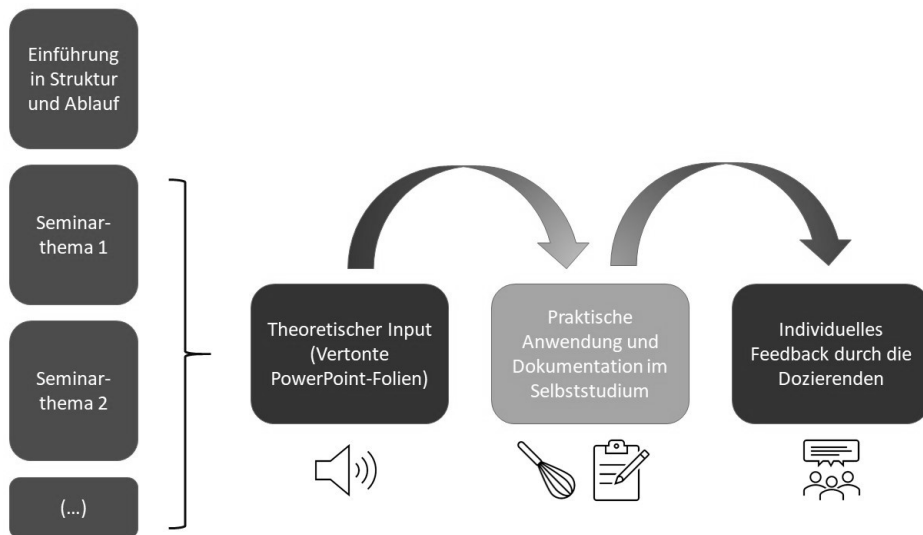 Einführung
in Struktur
und Ablauf
Seminar-
thema 1
Seminar-
thema 2
(...)
Theoretischer Input
(Vertonte
PowerPoint-Folien)
Praktische
Anwendung und
Dokumentation im
Selbststudium
Individuelles
Feedback durch die
Dozierenden